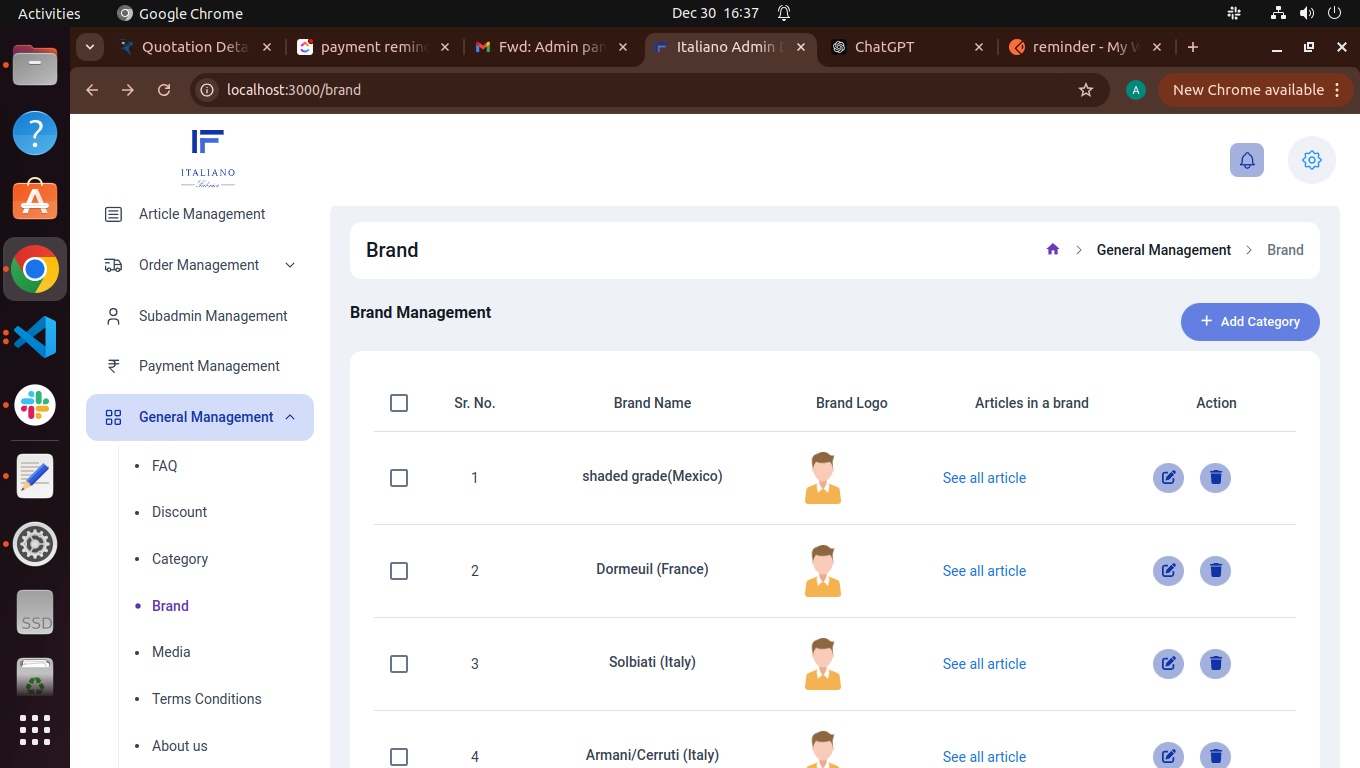 Activities Google Chrome Dec 30 16:37
Quotation Deta payment remin Fwd: Admin pan Italiano Admin ChatGPT reminder - My W
localhost:3000/brand A New Chrome available
ITALIANO
Fabrics
Article Management
Order Management
Subadmin Management
Payment Management
General Management
FAQ
Discount
Category
Brand
Media
Terms Conditions
About us
SSD
Brand General Management Brand
Brand Management + Add Category
Sr. No. Brand Name Brand Logo Articles in a brand Action
1 shaded grade(Mexico) See all article
2 Dormeuil (France) See all article
3 Solbiati (Italy) See all article
4 Armani/Cerruti (Italy) See all article